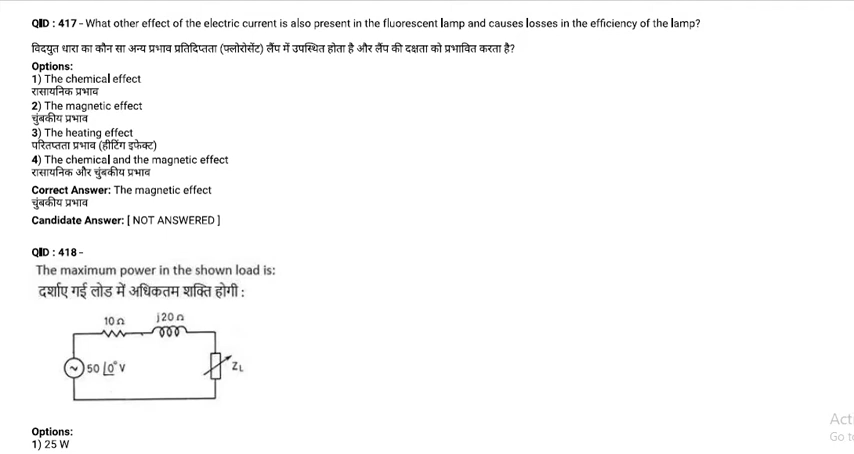 QID : 417 - What other effect of the electric current is also present in the fluorescent lamp and causes losses in the efficiency of the lamp?
विदयुत धारा का कौन सा अन्य प्रभाव प्रतिदिप्तता (फ्लोरोसेंट) लैंप में उपस्थित होता है और लैंप की दक्षता को प्रभावित करता है?
Options:
1) The chemical effect
रासायनिक प्रभाव
2) The magnetic effect
चुंबकीय प्रभाव
3) The heating effect
परितप्तता प्रभाव (हीटिंग इफेक्ट)
4) The chemical and the magnetic effect
रासायनिक और चुंबकीय प्रभाव
Correct Answer: The magnetic effect
चुंबकीय प्रभाव
Candidate Answer: [ NOT ANSWERED ]
QID : 418 -
The maximum power in the shown load is:
दर्शाए गई लोड में अधिकतम शक्ति होगी :
10 Ω j20 Ω
50 ⌊0° V ZL
Options:
1) 25 W
Act
Go to